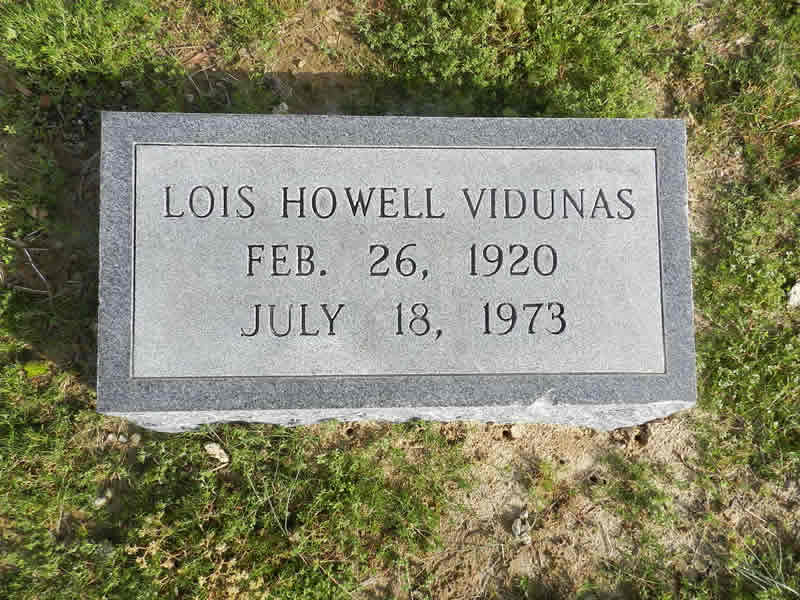 LOIS HOWELL VIDUNAS
FEB. 26, 1920
JULY 18, 1973